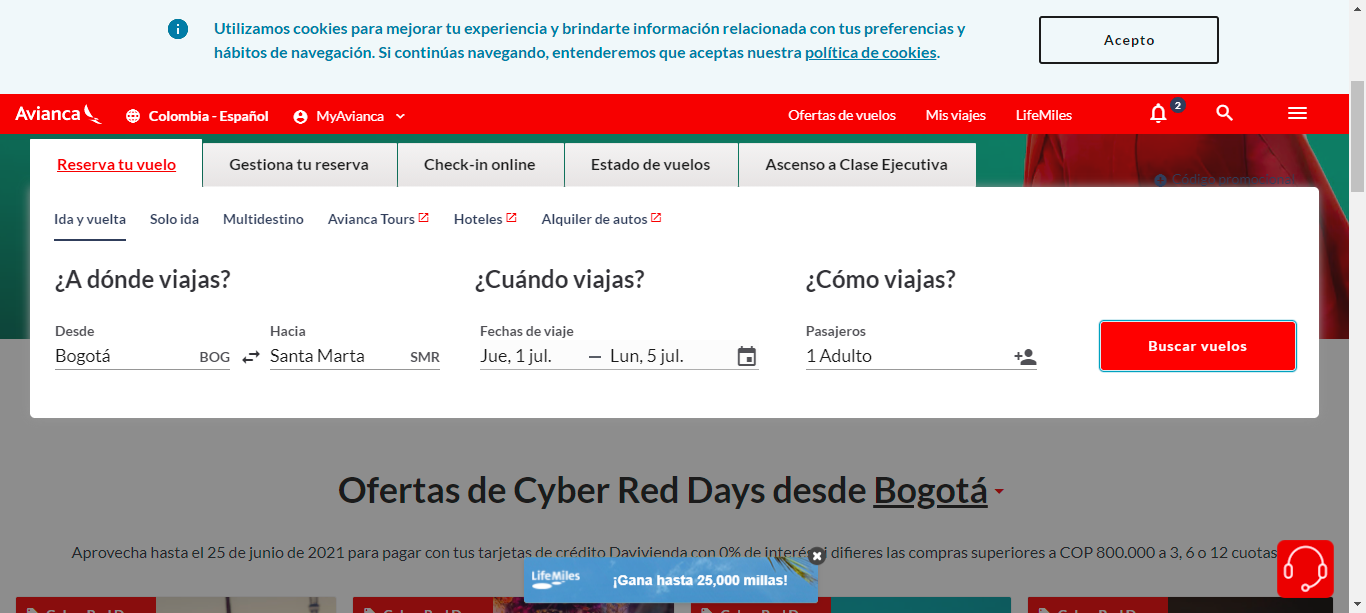 Utilizamos cookies para mejorar tu experiencia y brindarte información relacionada con tus preferencias y
hábitos de navegación. Si continúas navegando, entenderemos que aceptas nuestra política de cookies.
Acepto
Avianca
Colombia - Español
MyAvianca
Ofertas de vuelos
Mis viajes
LifeMiles
2
Reserva tu vuelo
Gestiona tu reserva
Check-in online
Estado de vuelos
Ascenso a Clase Ejecutiva
Código promocional
Ida y vuelta
Solo ida
Multidestino
Avianca Tours
Hoteles
Alquiler de autos
¿A dónde viajas?
¿Cuándo viajas?
¿Cómo viajas?
Desde
Hacia
Fechas de viaje
Pasajeros
Bogotá BOG
Santa Marta SMR
Jue, 1 jul. — Lun, 5 jul.
1 Adulto
Buscar vuelos
Ofertas de Cyber Red Days desde Bogotá
Aprovecha hasta el 25 de junio de 2021 para pagar con tus tarjetas de crédito Davivienda con 0% de interés si difieres las compras superiores a COP 800.000 a 3, 6 o 12 cuotas
LifeMiles
¡Gana hasta 25,000 millas!